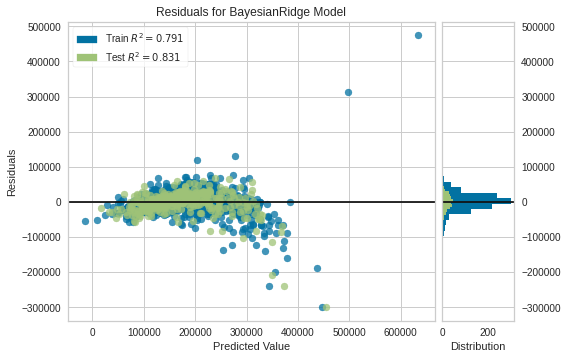 Residuals for BayesianRidge Model
Train R² = 0.791
Test R² = 0.831
Residuals
500000
400000
300000
200000
100000
0
−100000
−200000
−300000
0 100000 200000 300000 400000 500000 600000
Predicted Value
500000
400000
300000
200000
100000
0
−100000
−200000
−300000
0 200
Distribution